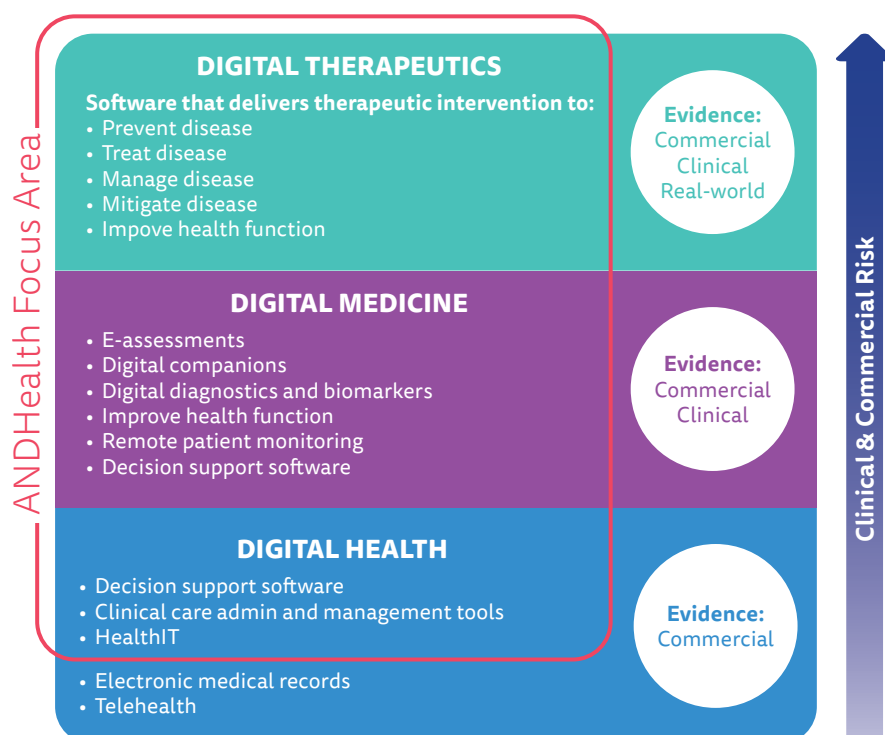 ANDHealth Focus Area
DIGITAL THERAPEUTICS
Software that delivers therapeutic intervention to:
• Prevent disease
• Treat disease
• Manage disease
• Mitigate disease
• Impove health function
Evidence:
Commercial
Clinical
Real-world
DIGITAL MEDICINE
• E-assessments
• Digital companions
• Digital diagnostics and biomarkers
• Improve health function
• Remote patient monitoring
• Decision support software
Evidence:
Commercial
Clinical
DIGITAL HEALTH
• Decision support software
• Clinical care admin and management tools
• HealthIT
• Electronic medical records
• Telehealth
Evidence:
Commercial
Clinical & Commercial Risk